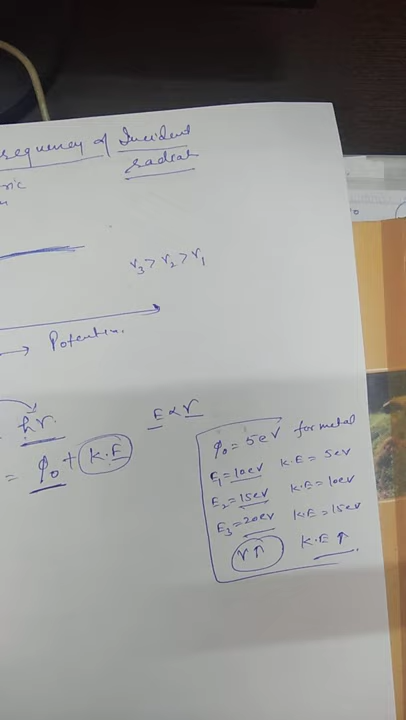 frequency of Incident
radiat
ν3 > ν2 > ν1
→ Potential.
hν.
E ∝ ν
= φ0 + K.E
φ0 = 5eV for metal
E1 = 10eV K.E = 5eV
E2 = 15eV K.E = 10eV
E3 = 20eV K.E = 15eV
ν↑ K.E ↑